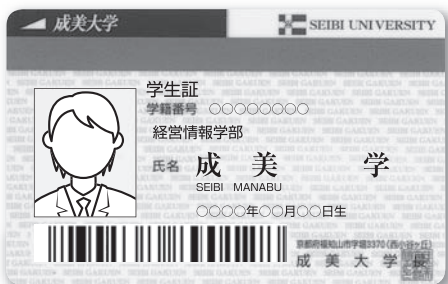 成美大学
SEIBI UNIVERSITY
学生証
学籍番号 ○○○○○○○○
経営情報学部
氏名 成 美 学
SEIBI MANABU
○○○○年○○月○○日生
京都府福知山市字堀3370(西小谷ヶ丘)
成 美 大 学 長